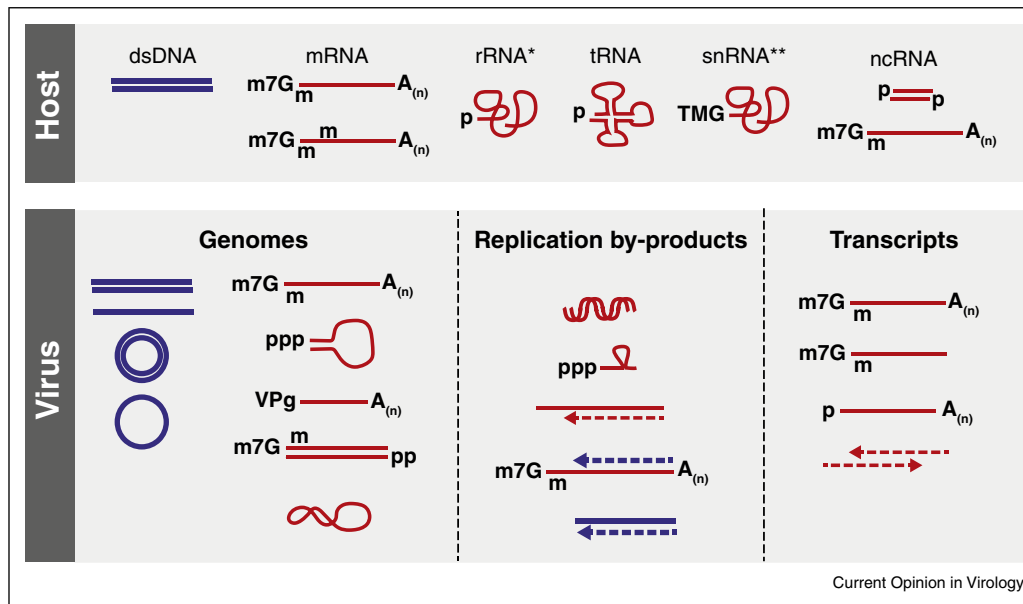 Host
dsDNA
mRNA
rRNA*
tRNA
snRNA**
ncRNA
m7G m A(n)
m7G m m A(n)
p
p
TMG
p p
m7G m A(n)
Virus
Genomes
Replication by-products
Transcripts
m7G m A(n)
ppp
VPg A(n)
m7G m pp
ppp
m7G m A(n)
m7G m A(n)
m7G m
p A(n)
Current Opinion in Virology